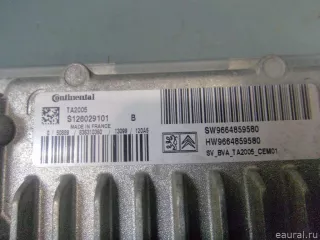 Continental
TA2005
S126029101 B
MADE IN FRANCE
SW9664859580
HW9664859580
SV_BVA_TA2005_CEM01
© eaural.ru